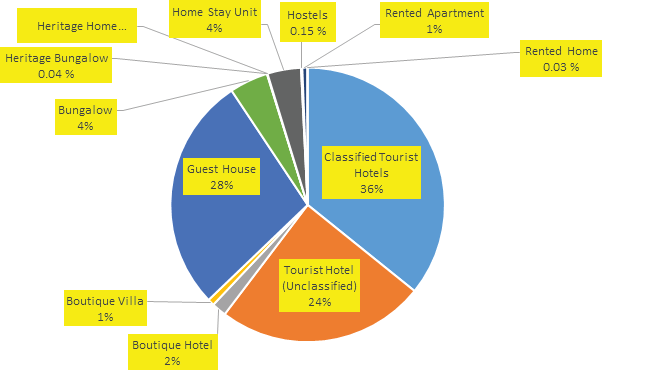 Heritage Home...
Home Stay Unit
4%
Hostels
0.15 %
Rented Apartment
1%
Heritage Bungalow
0.04 %
Rented Home
0.03 %
Bungalow
4%
Classified Tourist
Hotels
36%
Guest House
28%
Tourist Hotel
(Unclassified)
24%
Boutique Villa
1%
Boutique Hotel
2%